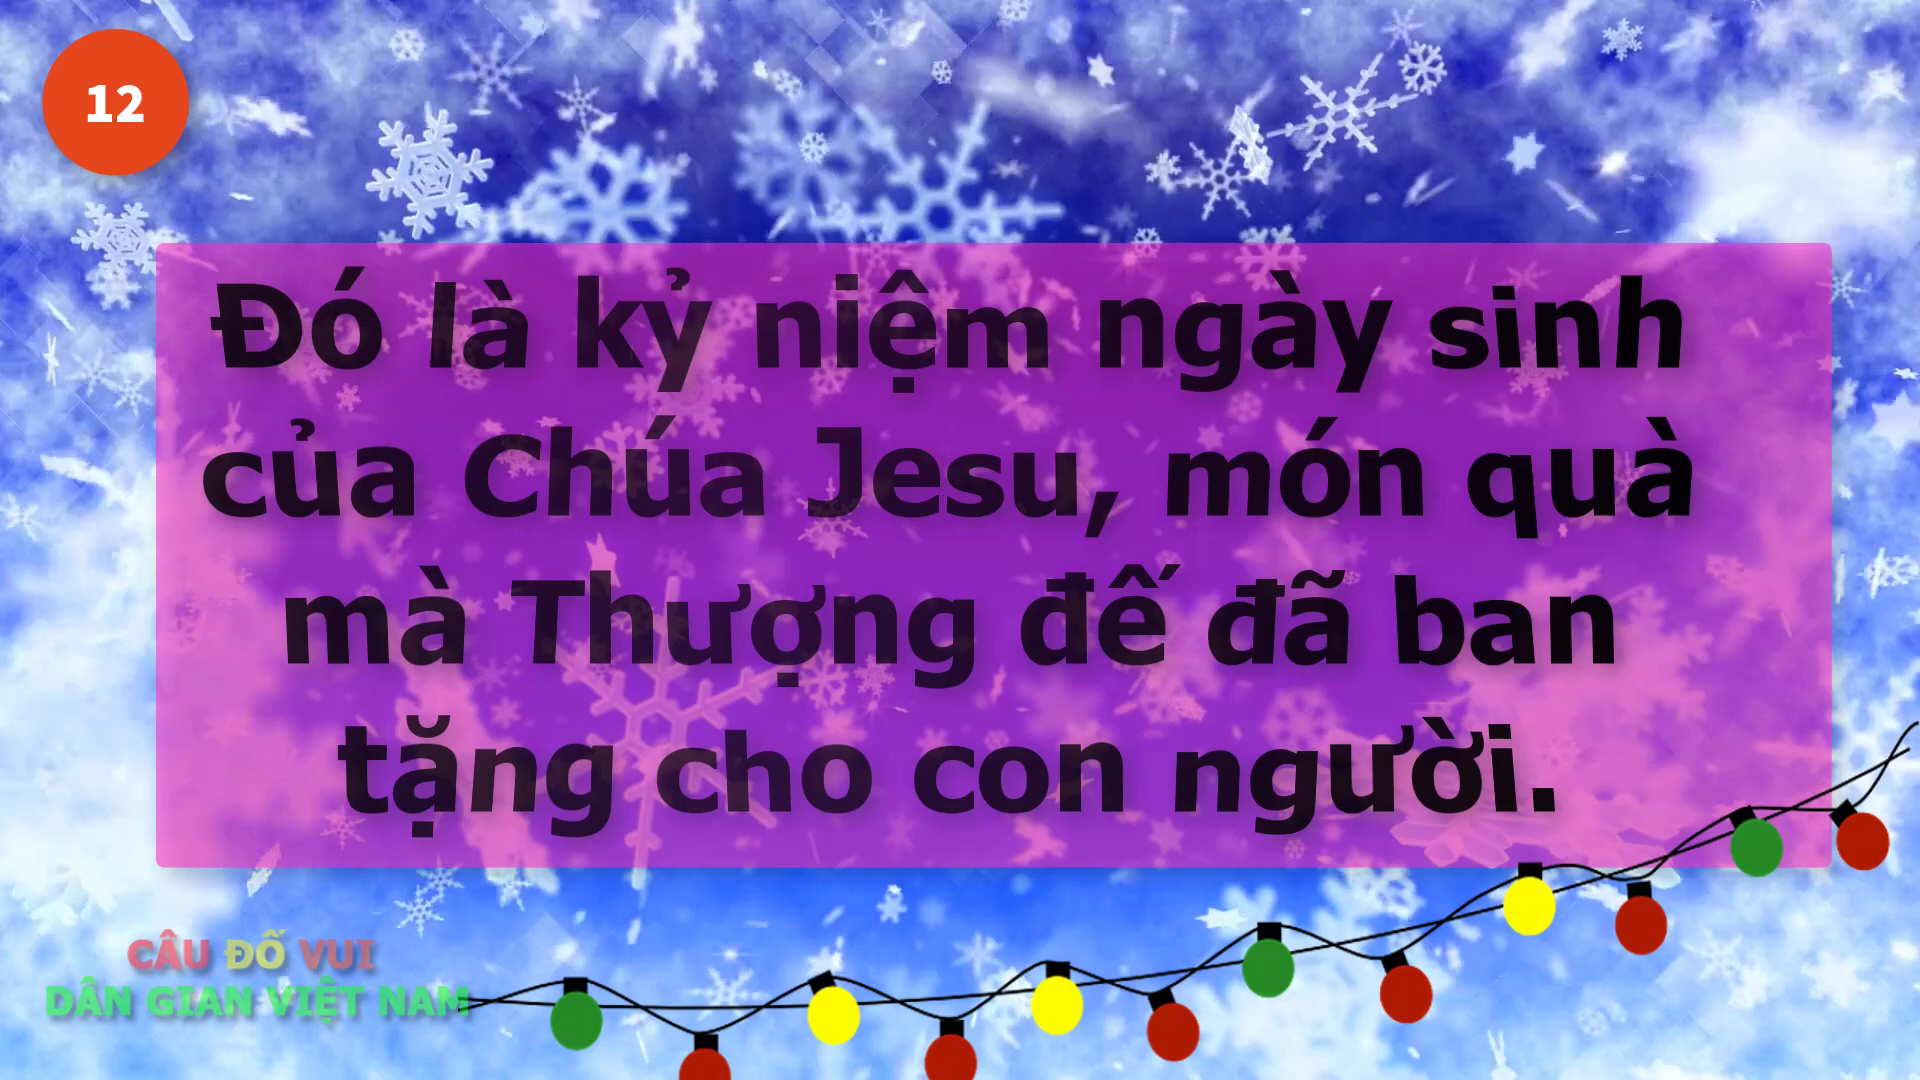 12
Đó là kỷ niệm ngày sinh
của Chúa Jesu, món quà
mà Thượng đế đã ban
tặng cho con người.
CÂU ĐỐ VUI
DÂN GIAN VIỆT NAM